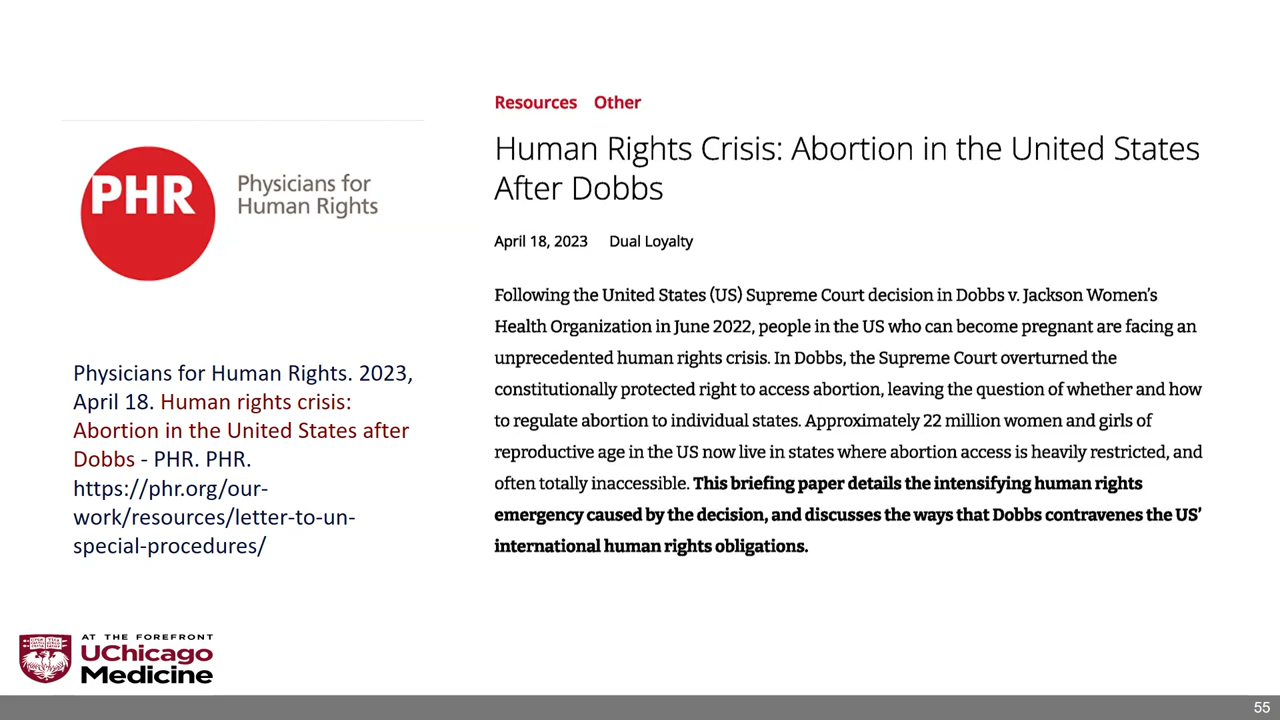 PHR
Physicians for
Human Rights
Physicians for Human Rights. 2023,
April 18. Human rights crisis:
Abortion in the United States after
Dobbs - PHR. PHR.
https://phr.org/our-
work/resources/letter-to-un-
special-procedures/
Resources Other
Human Rights Crisis: Abortion in the United States
After Dobbs
April 18, 2023 Dual Loyalty
Following the United States (US) Supreme Court decision in Dobbs v. Jackson Women’s
Health Organization in June 2022, people in the US who can become pregnant are facing an
unprecedented human rights crisis. In Dobbs, the Supreme Court overturned the
constitutionally protected right to access abortion, leaving the question of whether and how
to regulate abortion to individual states. Approximately 22 million women and girls of
reproductive age in the US now live in states where abortion access is heavily restricted, and
often totally inaccessible. This briefing paper details the intensifying human rights
emergency caused by the decision, and discusses the ways that Dobbs contravenes the US’
international human rights obligations.
AT THE FOREFRONT
UChicago
Medicine
55